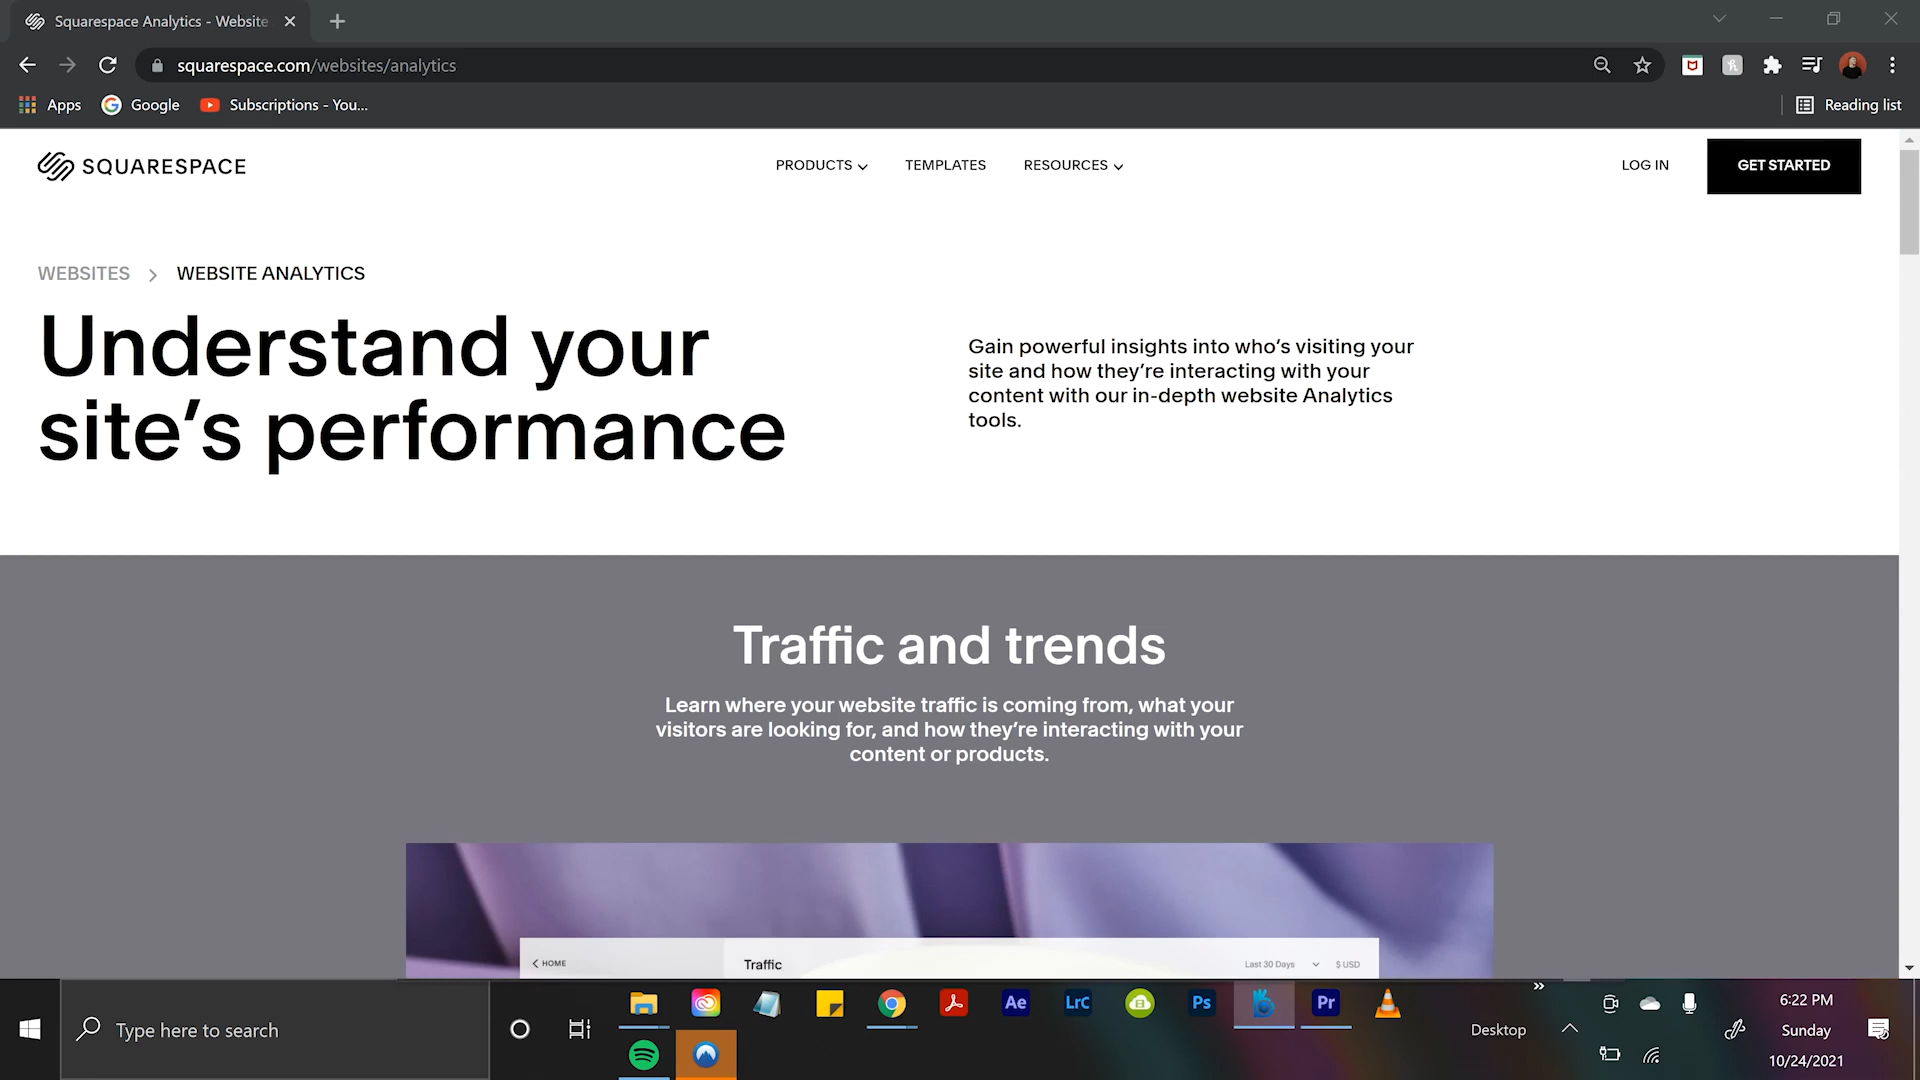 Squarespace Analytics - Website
squarespace.com/websites/analytics
Apps
Google
Subscriptions - You...
Reading list
SQUARESPACE
PRODUCTS
TEMPLATES
RESOURCES
LOG IN
GET STARTED
WEBSITES
WEBSITE ANALYTICS
Understand your
site’s performance
Gain powerful insights into who’s visiting your
site and how they’re interacting with your
content with our in-depth website Analytics
tools.
Traffic and trends
Learn where your website traffic is coming from, what your
visitors are looking for, and how they’re interacting with your
content or products.
HOME
Traffic
Last 30 Days
$ USD
Type here to search
Ae
LrC
Ps
Pr
Desktop
6:22 PM
Sunday
10/24/2021